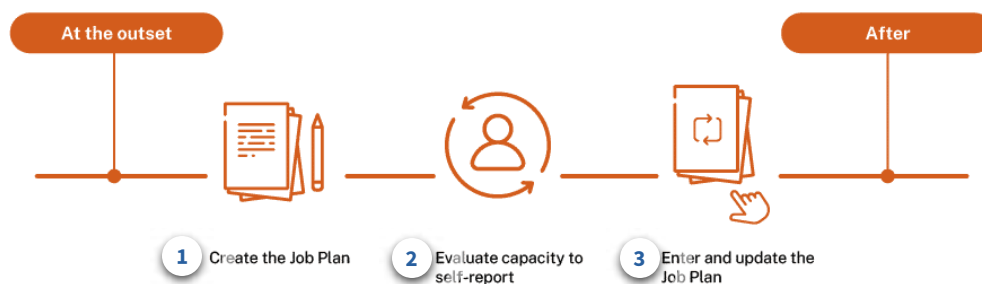 At the outset
After
1 Create the Job Plan
2 Evaluate capacity to
self-report
3 Enter and update the
Job Plan